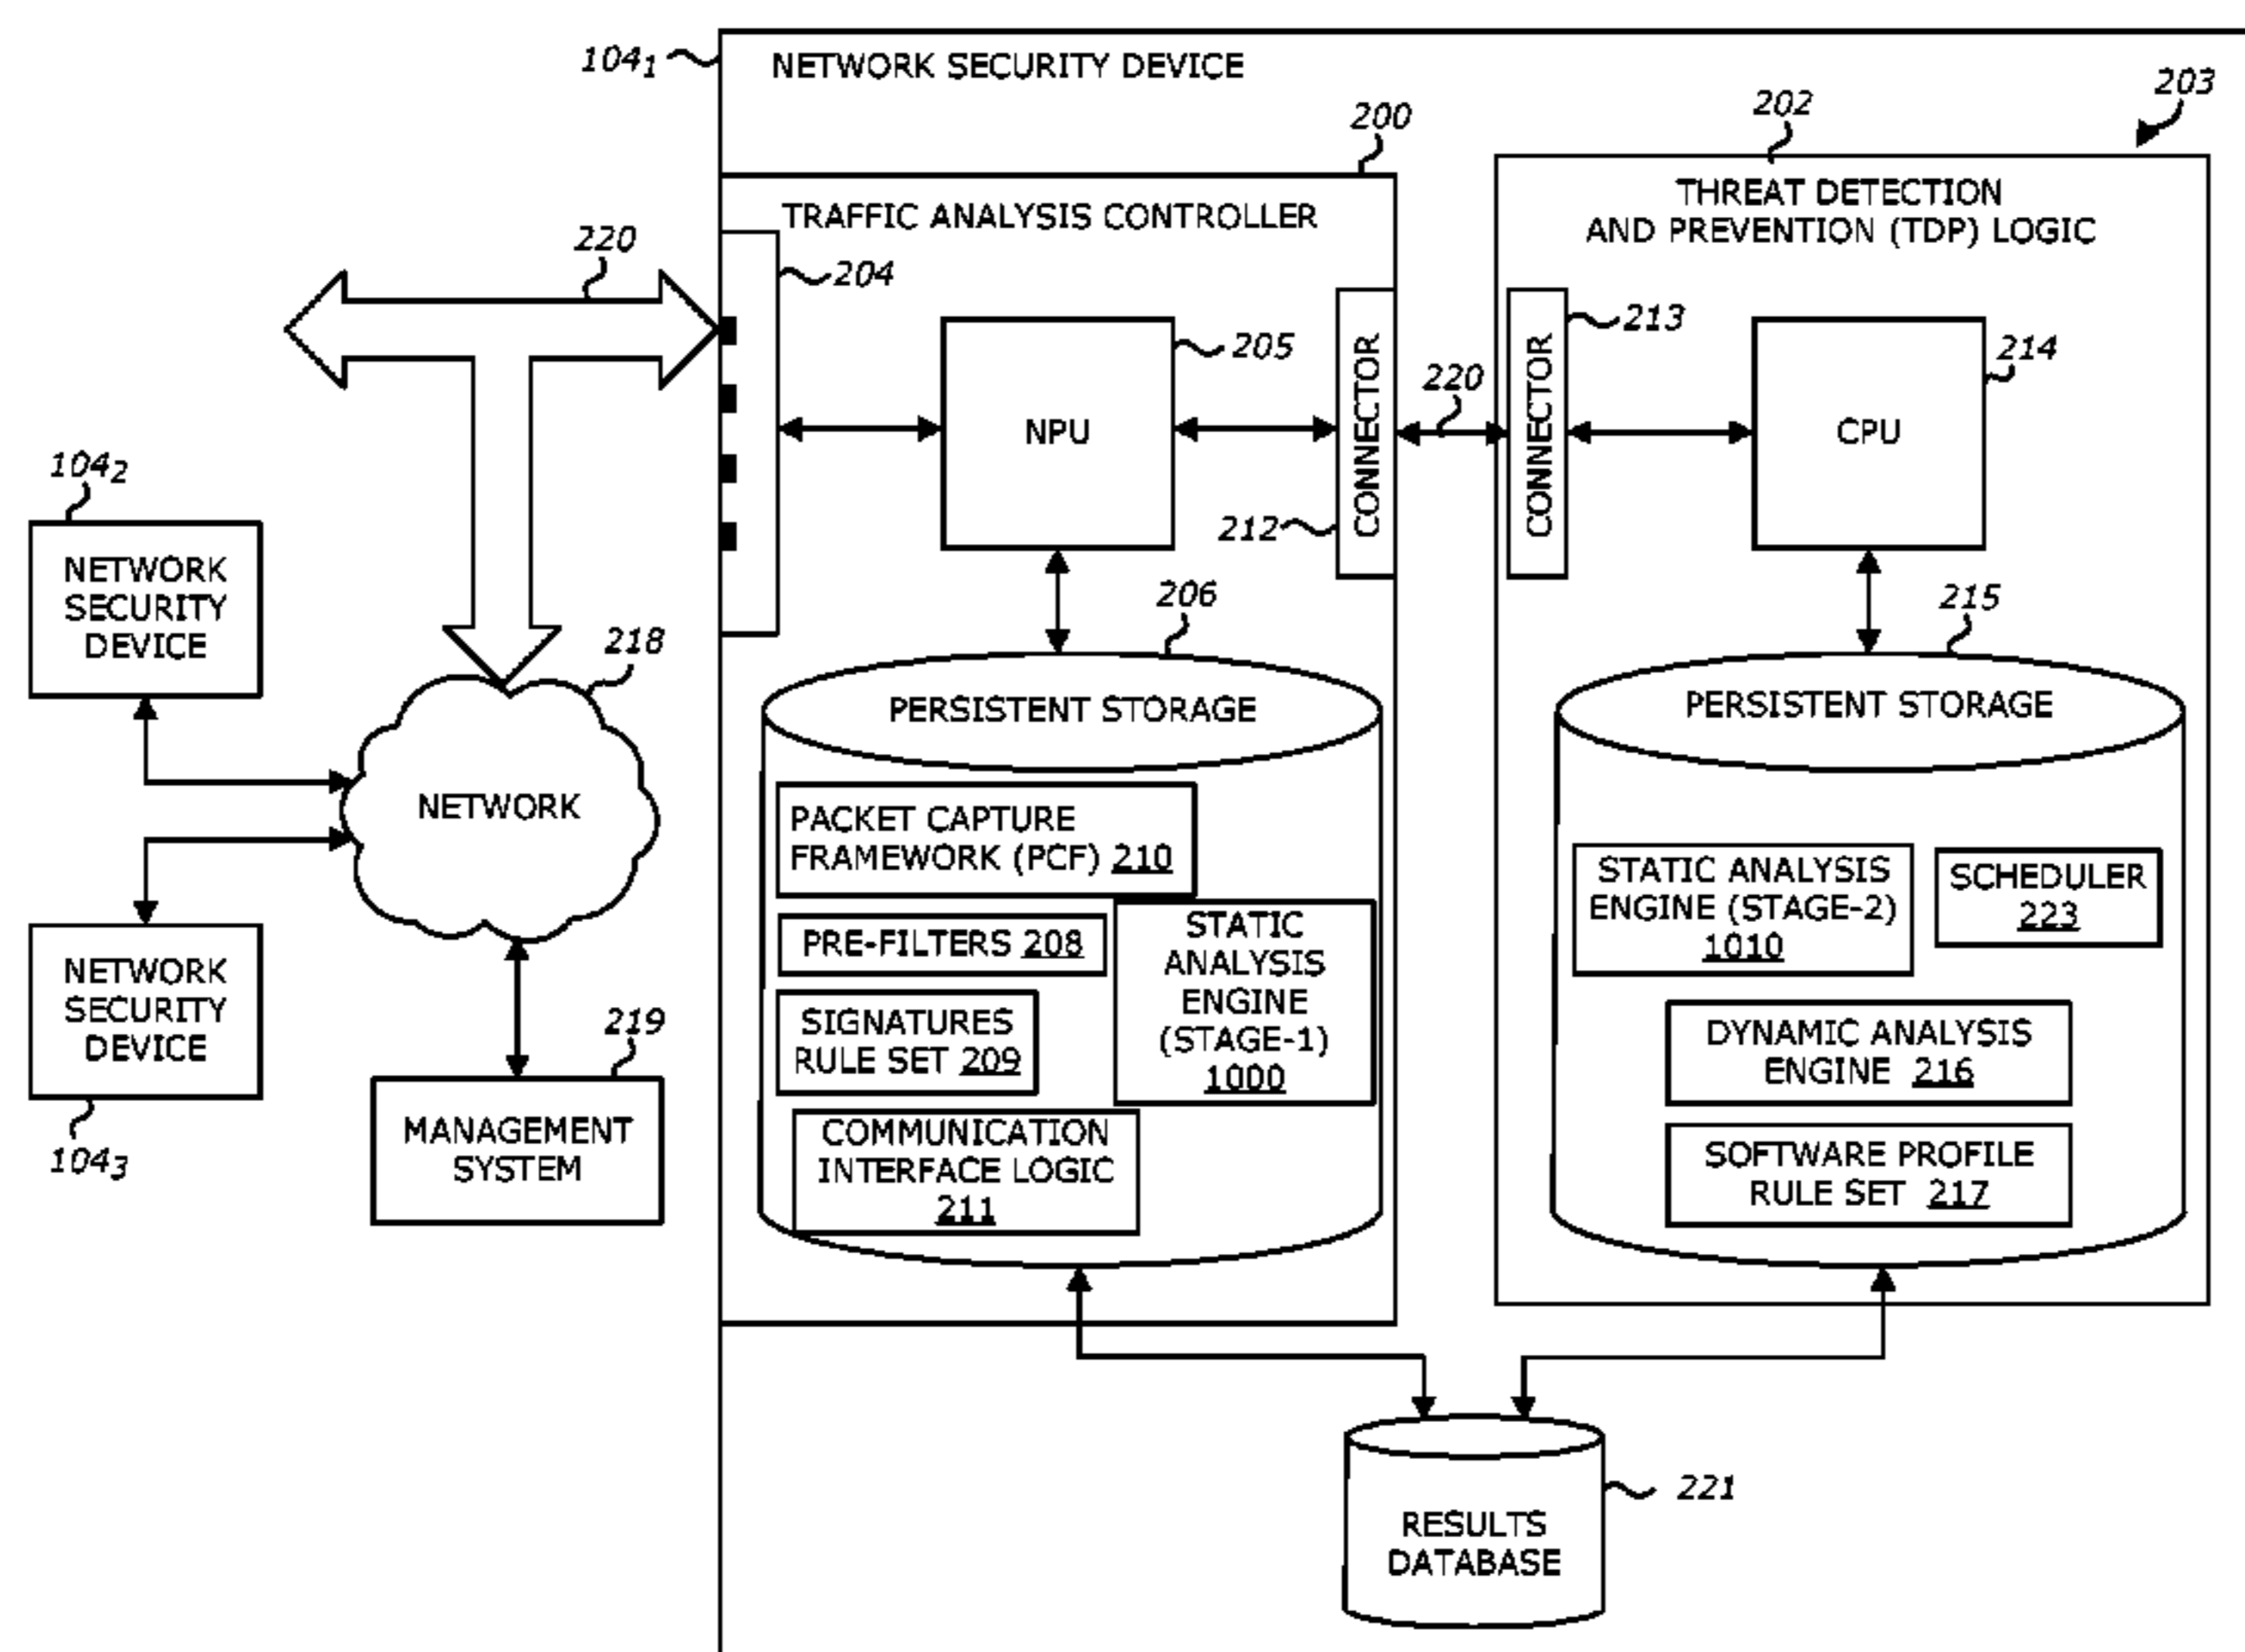 104₁
NETWORK SECURITY DEVICE
203
202
200
THREAT DETECTION
AND PREVENTION (TDP) LOGIC
TRAFFIC ANALYSIS CONTROLLER
220
204
205
NPU
CONNECTOR
212
220
CONNECTOR
213
214
CPU
104₂
NETWORK
SECURITY
DEVICE
218
NETWORK
NETWORK
SECURITY
DEVICE
104₃
219
MANAGEMENT
SYSTEM
206
PERSISTENT STORAGE
PACKET CAPTURE
FRAMEWORK (PCF) 210
PRE-FILTERS 208
STATIC
ANALYSIS
ENGINE
(STAGE-1)
1000
SIGNATURES
RULE SET 209
COMMUNICATION
INTERFACE LOGIC
211
215
PERSISTENT STORAGE
STATIC ANALYSIS
ENGINE (STAGE-2)
1010
SCHEDULER
223
DYNAMIC ANALYSIS
ENGINE 216
SOFTWARE PROFILE
RULE SET 217
221
RESULTS
DATABASE